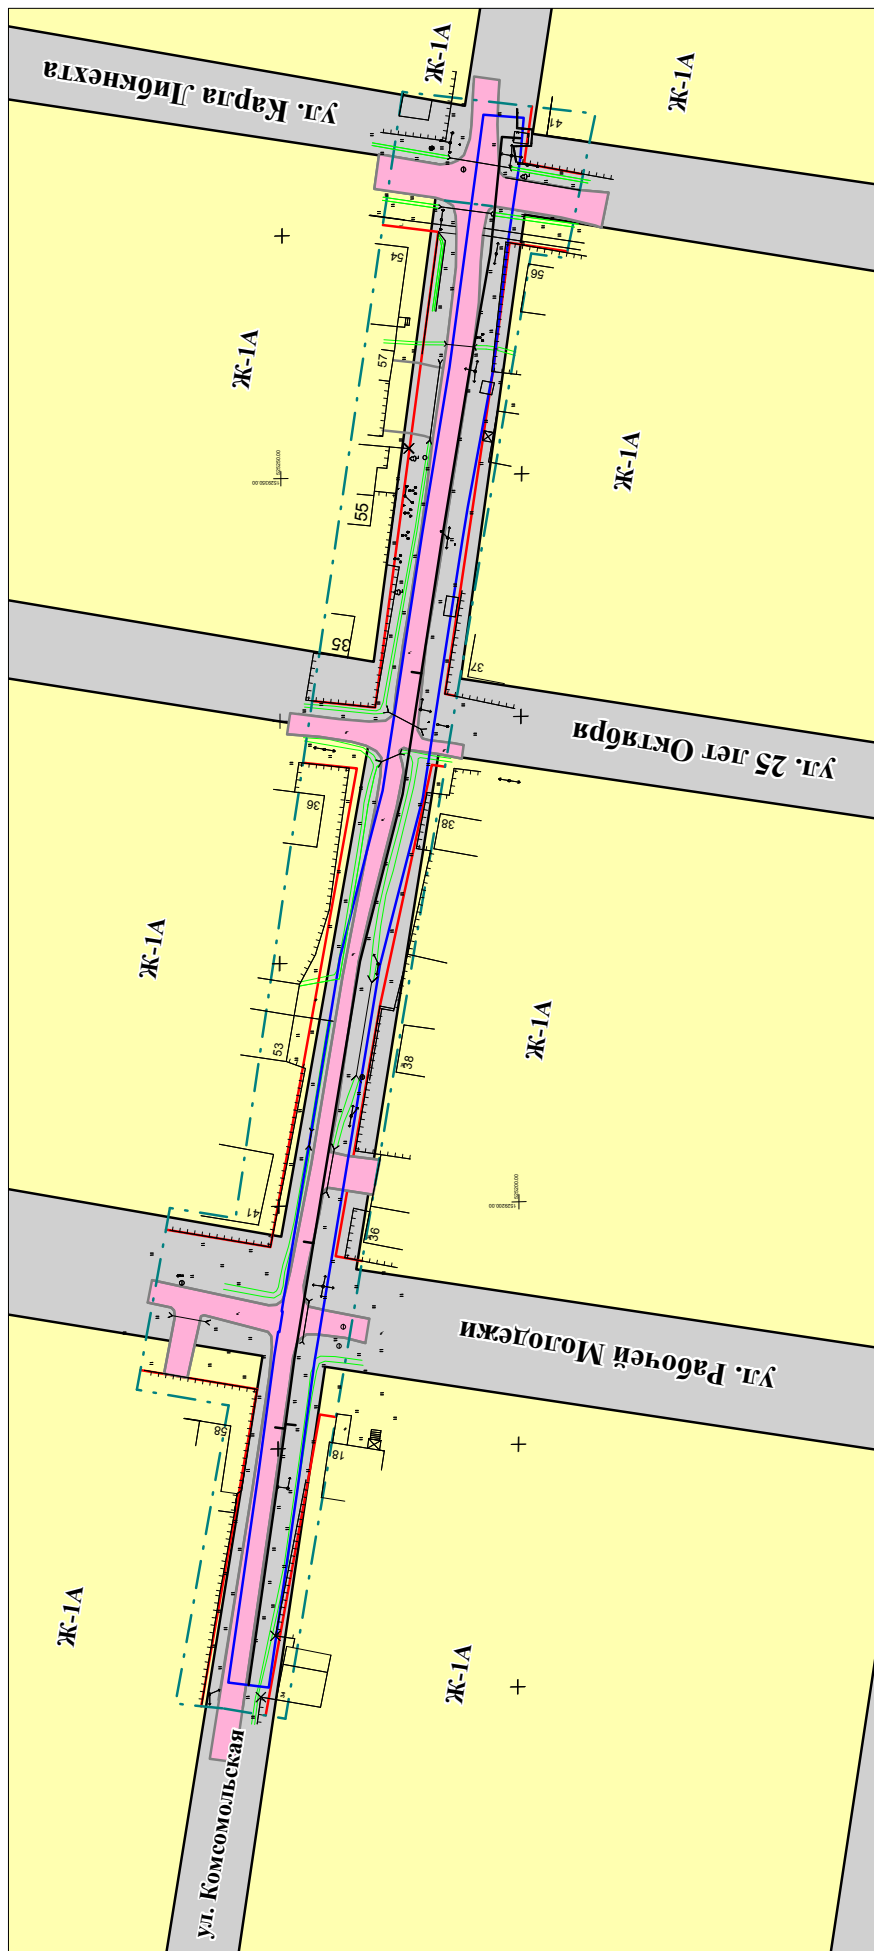 Ж-1А
Ж-1А
ул. Карла Либкнехта
41
54
56
Ж-1А
57
Ж-1А
55
35
37
ул. 25 лет Октября
36
38
Ж-1А
53
38
Ж-1А
41
36
ул. Рабочей Молодежи
58
18
Ж-1А
Ж-1А
ул. Комсомольская